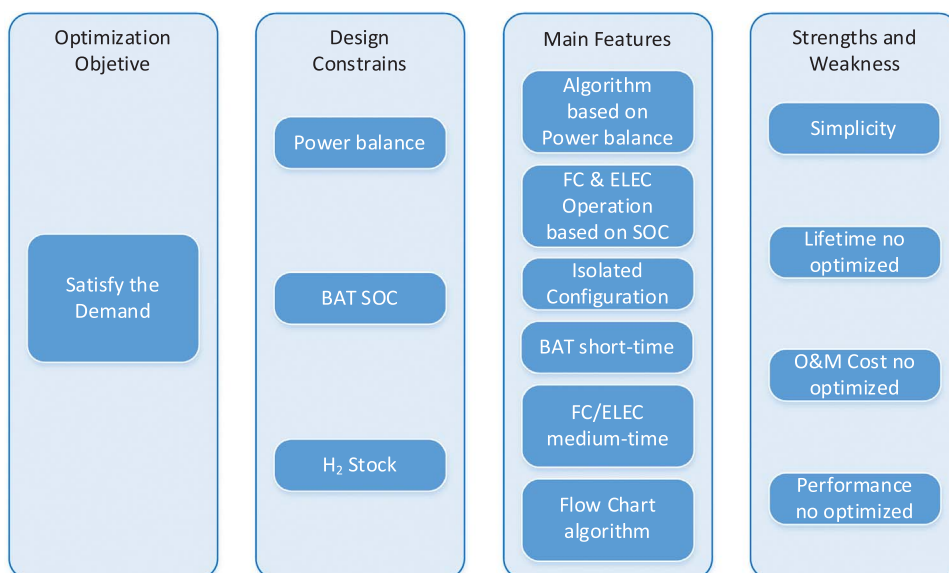 Optimization
Objetive
Satisfy the
Demand
Design
Constrains
Power balance
BAT SOC
H₂ Stock
Main Features
Algorithm
based on
Power balance
FC & ELEC
Operation
based on SOC
Isolated
Configuration
BAT short-time
FC/ELEC
medium-time
Flow Chart
algorithm
Strengths and
Weakness
Simplicity
Lifetime no
optimized
O&M Cost no
optimized
Performance
no optimized